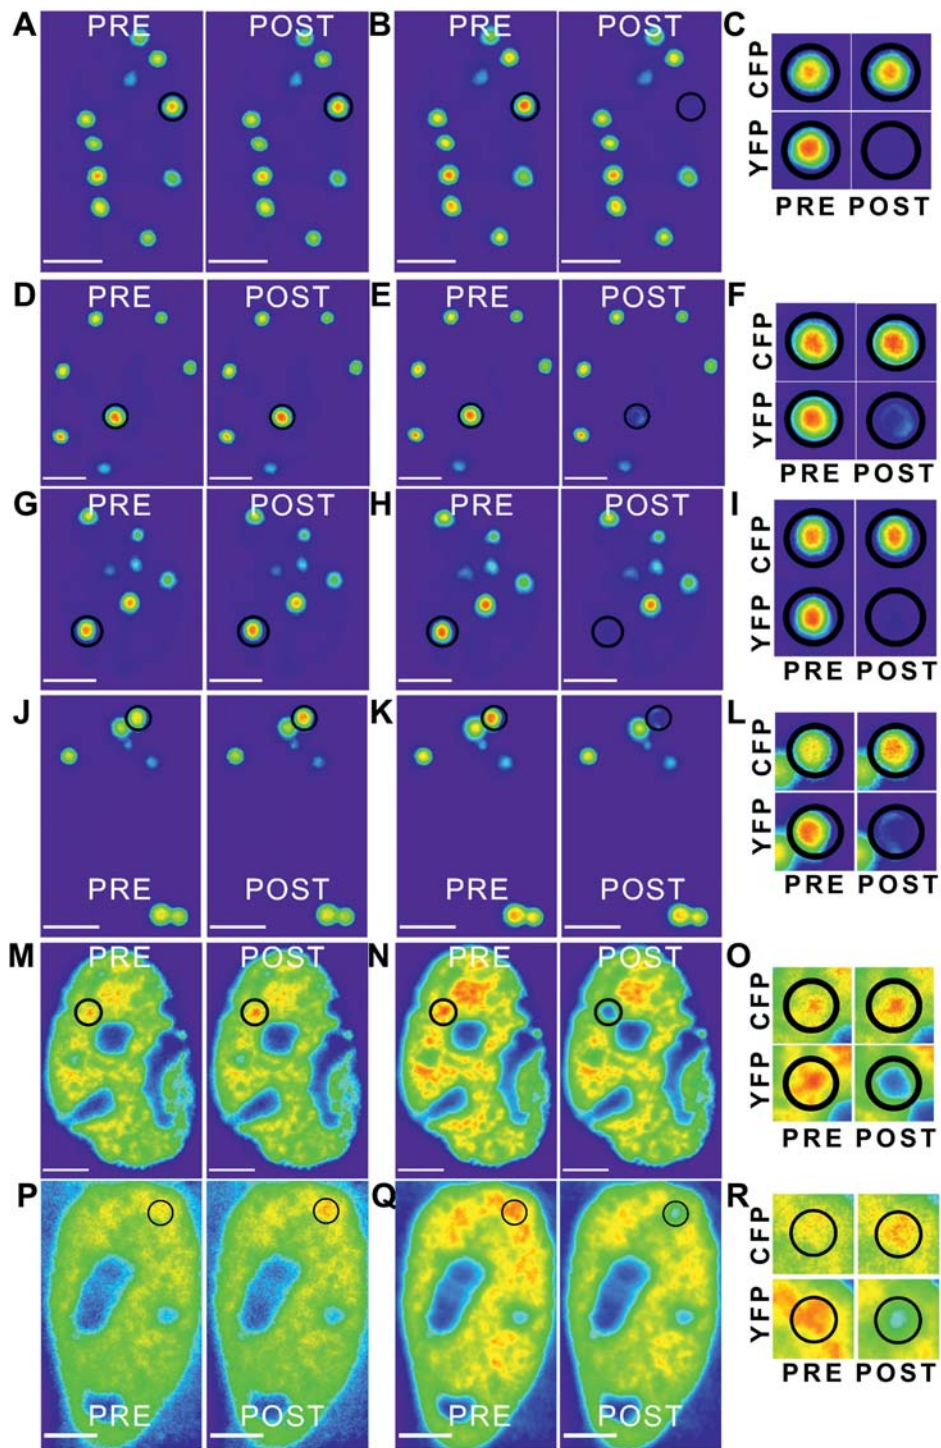 A PRE POST B PRE POST C CFP
YFP
PRE POST
D PRE POST E PRE POST F CFP
YFP
PRE POST
G PRE POST H PRE POST I CFP
YFP
PRE POST
J K L CFP
YFP
PRE POST PRE POST PRE POST
M PRE POST N PRE POST O CFP
YFP
PRE POST
P Q R CFP
YFP
PRE POST
PRE POST PRE POST